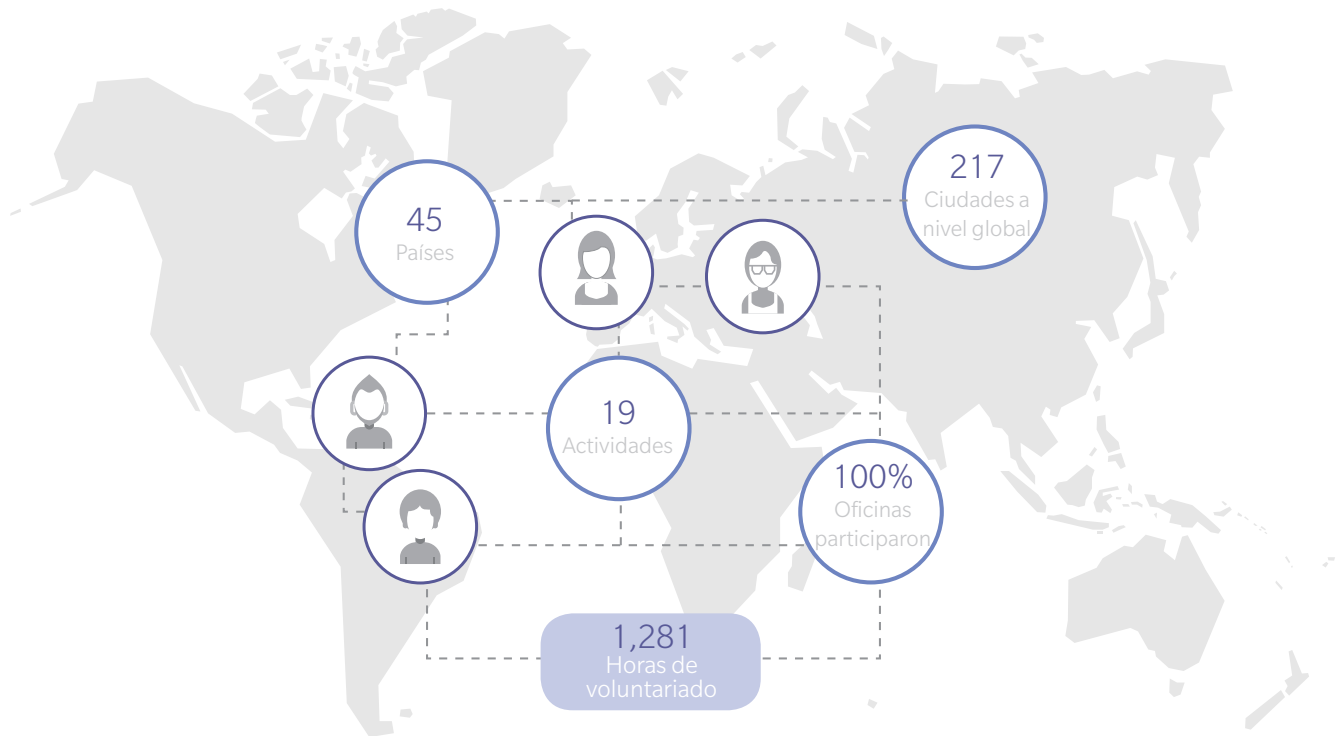 217
Ciudades a
nivel global
45
Países
19
Actividades
100%
Oficinas
participaron
1,281
Horas de
voluntariado